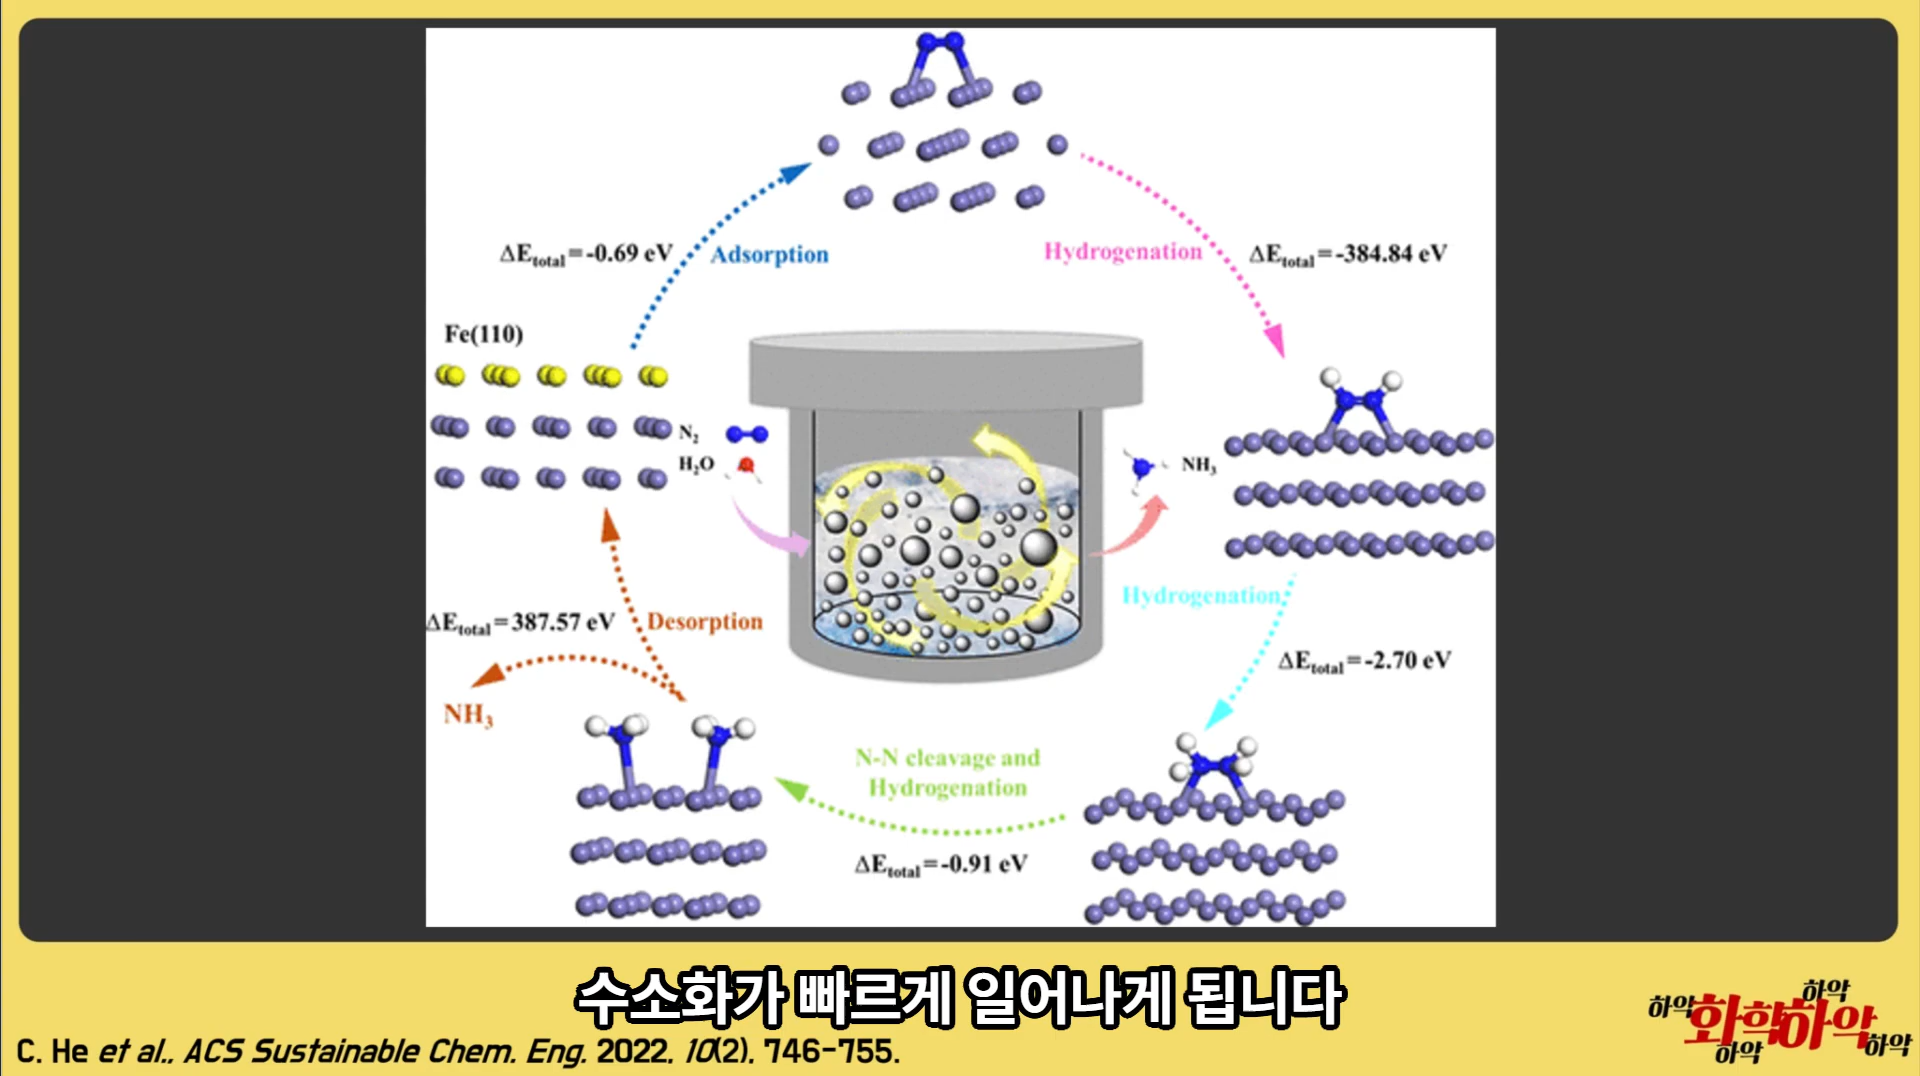 ΔEtotal=-0.69 eV
Adsorption
Hydrogenation
ΔEtotal=-384.84 eV
Fe(110)
N2
H2O
NH3
Hydrogenation
ΔEtotal=387.57 eV
Desorption
ΔEtotal=-2.70 eV
NH3
N-N cleavage and
Hydrogenation
ΔEtotal=-0.91 eV
수소화가 빠르게 일어나게 됩니다
하악 화학하악 하악
하악 하악
C. He et al., ACS Sustainable Chem. Eng. 2022, 10(2), 746-755.